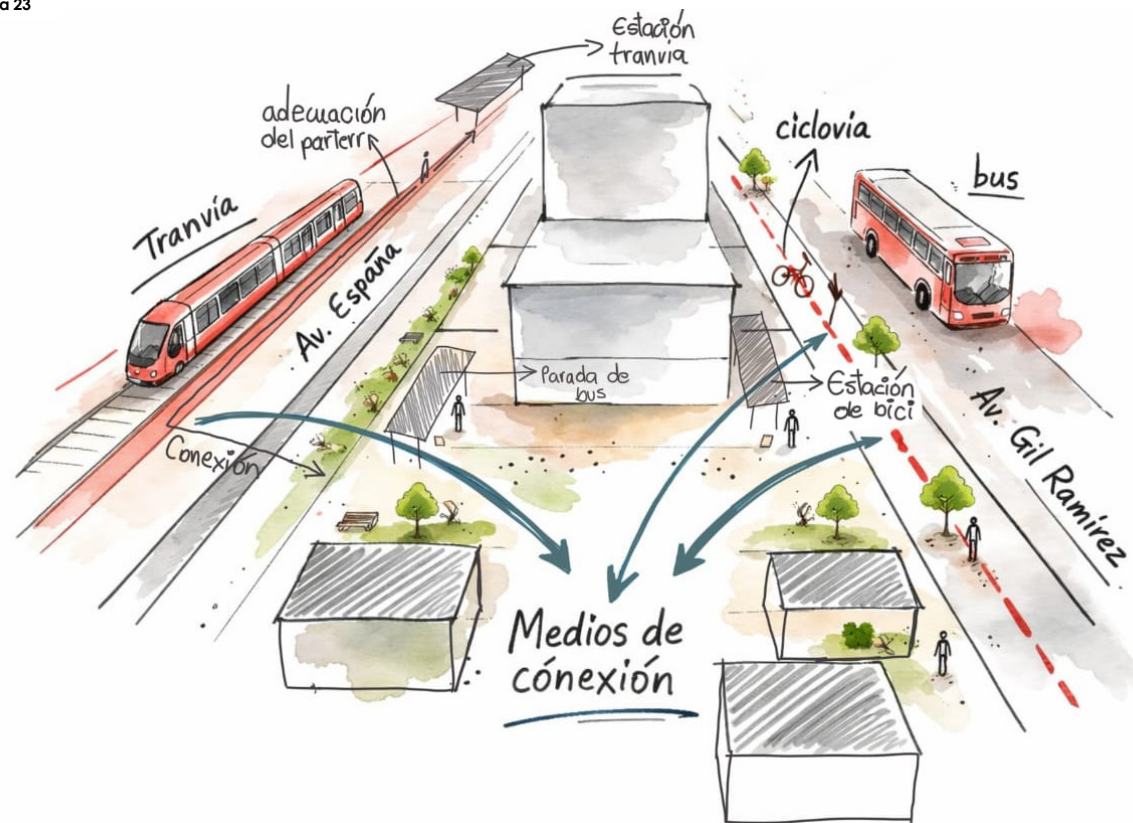 a 23
Estación
tranvia
adecuación
del parterr
ciclovia
bus
Tranvía
Av. España
Parada de
bus
Estación
de bici
Av. Gil Ramírez
Conexión
Medios de
cónexión